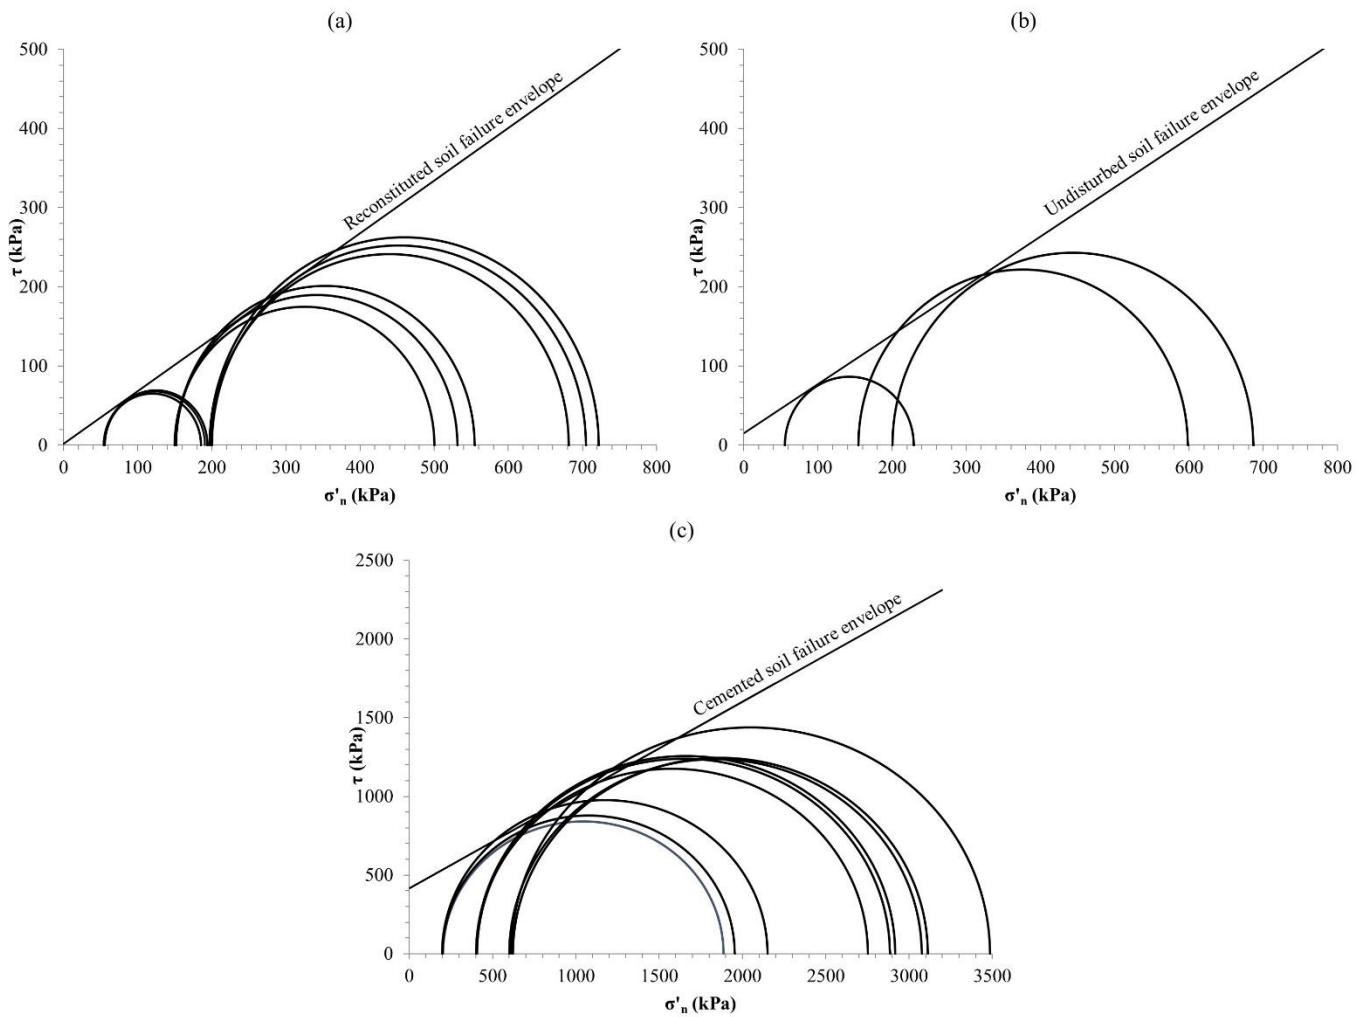 (a)
500
400
300
200
100
0
τ (kPa)
Reconstituted soil failure envelope
0 100 200 300 400 500 600 700 800
σ'n (kPa)
(b)
500
400
300
200
100
0
τ (kPa)
Undisturbed soil failure envelope
0 100 200 300 400 500 600 700 800
σ'n (kPa)
(c)
2500
2000
1500
1000
500
0
τ (kPa)
Cemented soil failure envelope
0 500 1000 1500 2000 2500 3000 3500
σ'n (kPa)